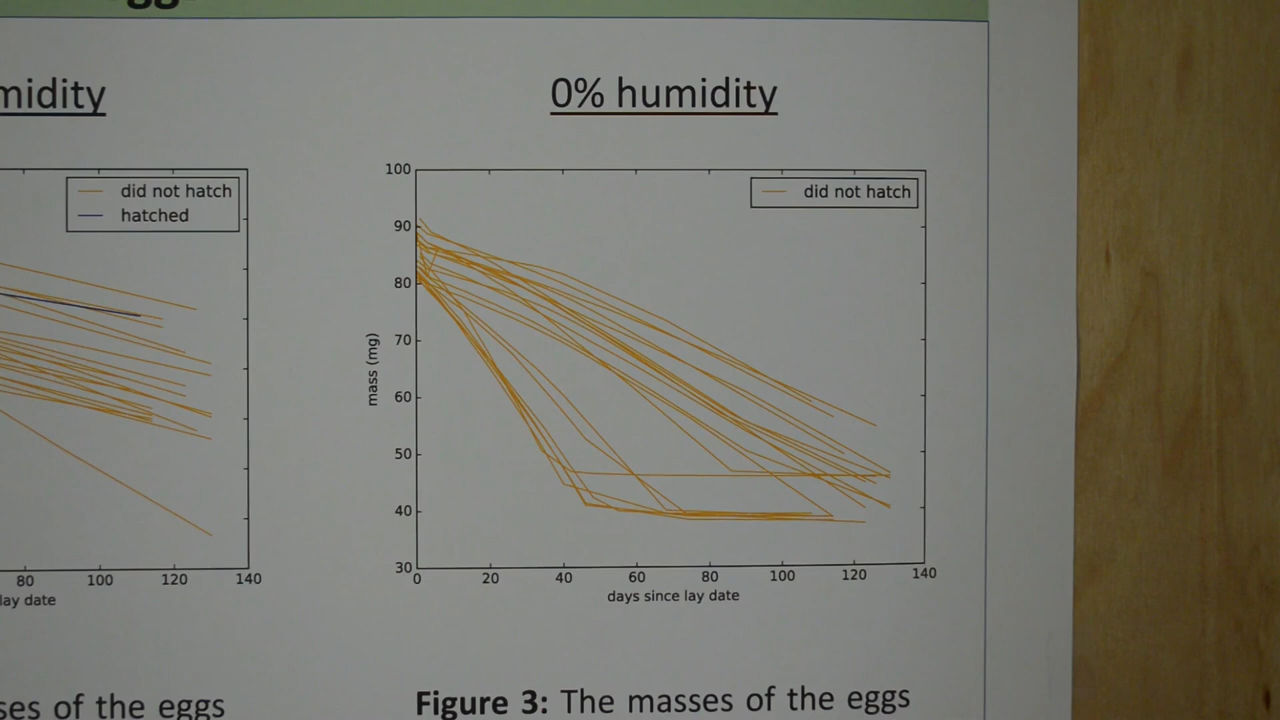 midity
0% humidity
did not hatch
hatched
80 100 120 140
lay date
100
90
80
70
60
50
40
30
mass (mg)
did not hatch
0 20 40 60 80 100 120 140
days since lay date
ses of the eggs
Figure 3: The masses of the eggs